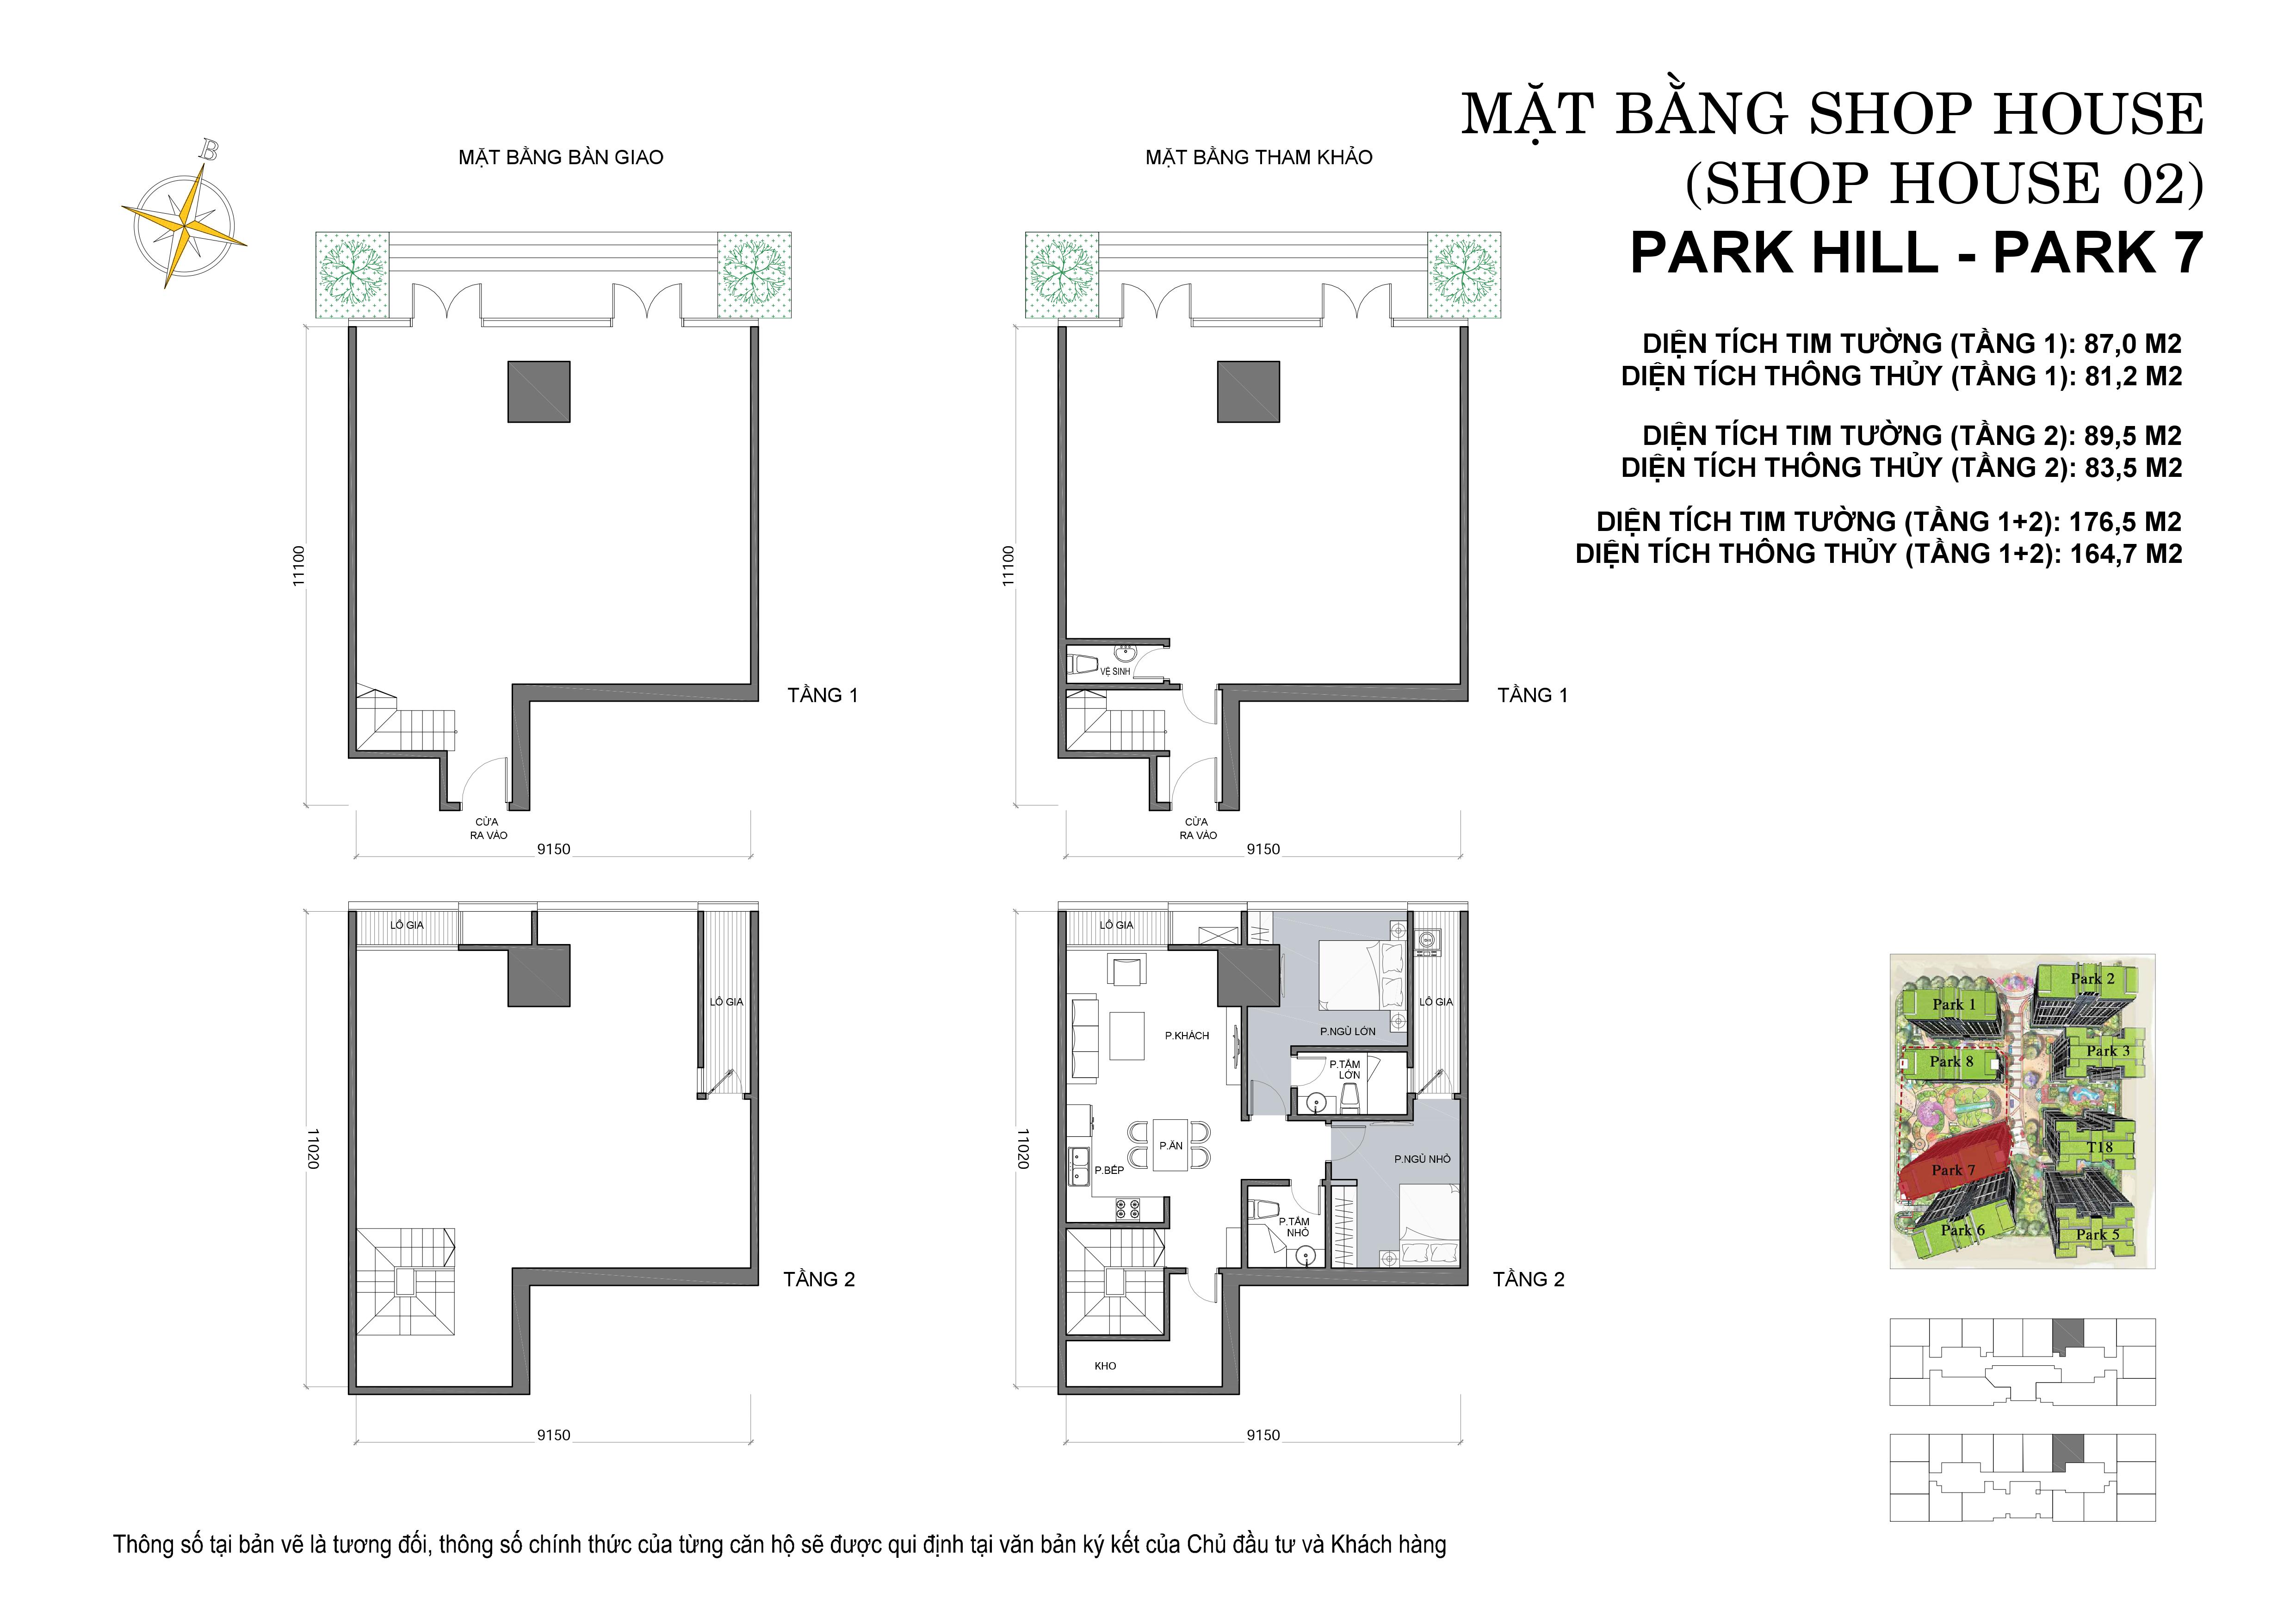 MẶT BẰNG SHOP HOUSE
(SHOP HOUSE 02)
PARK HILL - PARK 7
DIỆN TÍCH TIM TƯỜNG (TẦNG 1): 87,0 M2
DIỆN TÍCH THÔNG THỦY (TẦNG 1): 81,2 M2
DIỆN TÍCH TIM TƯỜNG (TẦNG 2): 89,5 M2
DIỆN TÍCH THÔNG THỦY (TẦNG 2): 83,5 M2
DIỆN TÍCH TIM TƯỜNG (TẦNG 1+2): 176,5 M2
DIỆN TÍCH THÔNG THỦY (TẦNG 1+2): 164,7 M2
B
MẶT BẰNG BÀN GIAO
11100
TẦNG 1
CỬA
RA VÀO
9150
LÔ GIA
LÔ GIA
11020
TẦNG 2
9150
MẶT BẰNG THAM KHẢO
11100
VỆ SINH
TẦNG 1
CỬA
RA VÀO
9150
LÔ GIA
LÔ GIA
P.KHÁCH
P.NGỦ LỚN
P.TẮM
LỚN
11020
P.ĂN
P.BẾP
P.NGỦ NHỎ
P.TẮM
NHỎ
TẦNG 2
KHO
9150
Park 2
Park 1
Park 3
Park 8
T18
Park 7
Park 6
Park 5
Thông số tại bản vẽ là tương đối, thông số chính thức của từng căn hộ sẽ được qui định tại văn bản ký kết của Chủ đầu tư và Khách hàng